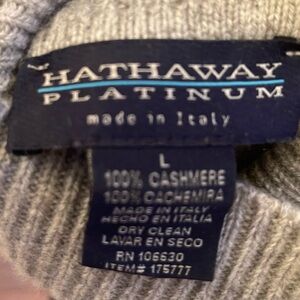 HATHAWAY
PLATINUM
made in Italy
L
100% CASHMERE
100% CACHEMIRA
MADE IN ITALY
HECHO EN ITALIA
DRY CLEAN
LAVAR EN SECO
RN 106630
ITEM# 175777